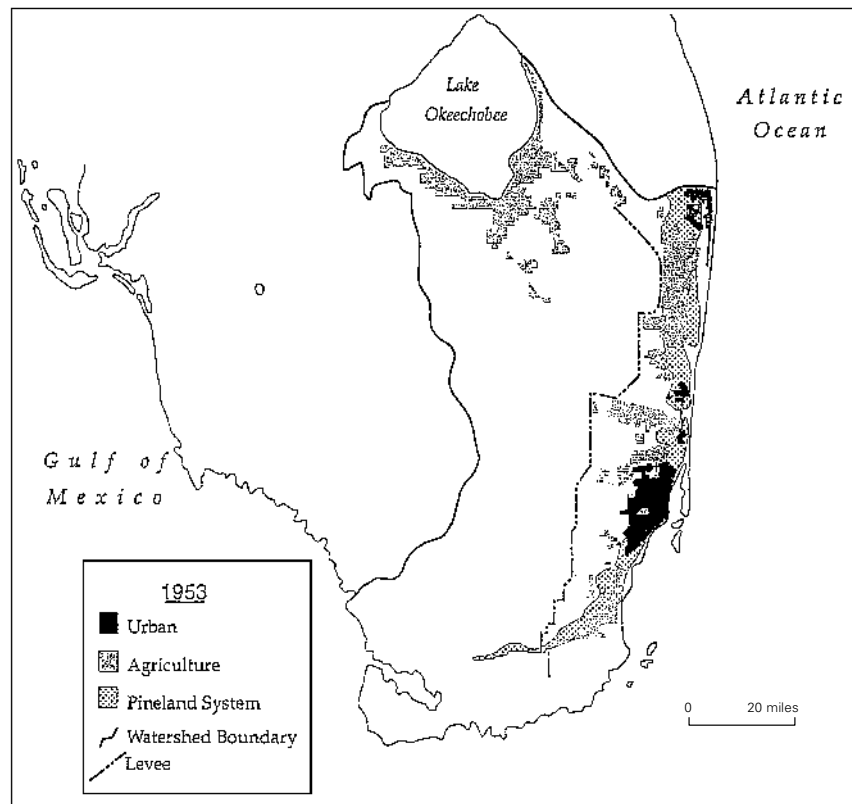 Lake
Okeechobee
Atlantic
Ocean
Gulf of
Mexico
1953
Urban
Agriculture
Pineland System
Watershed Boundary
Levee
0 20 miles